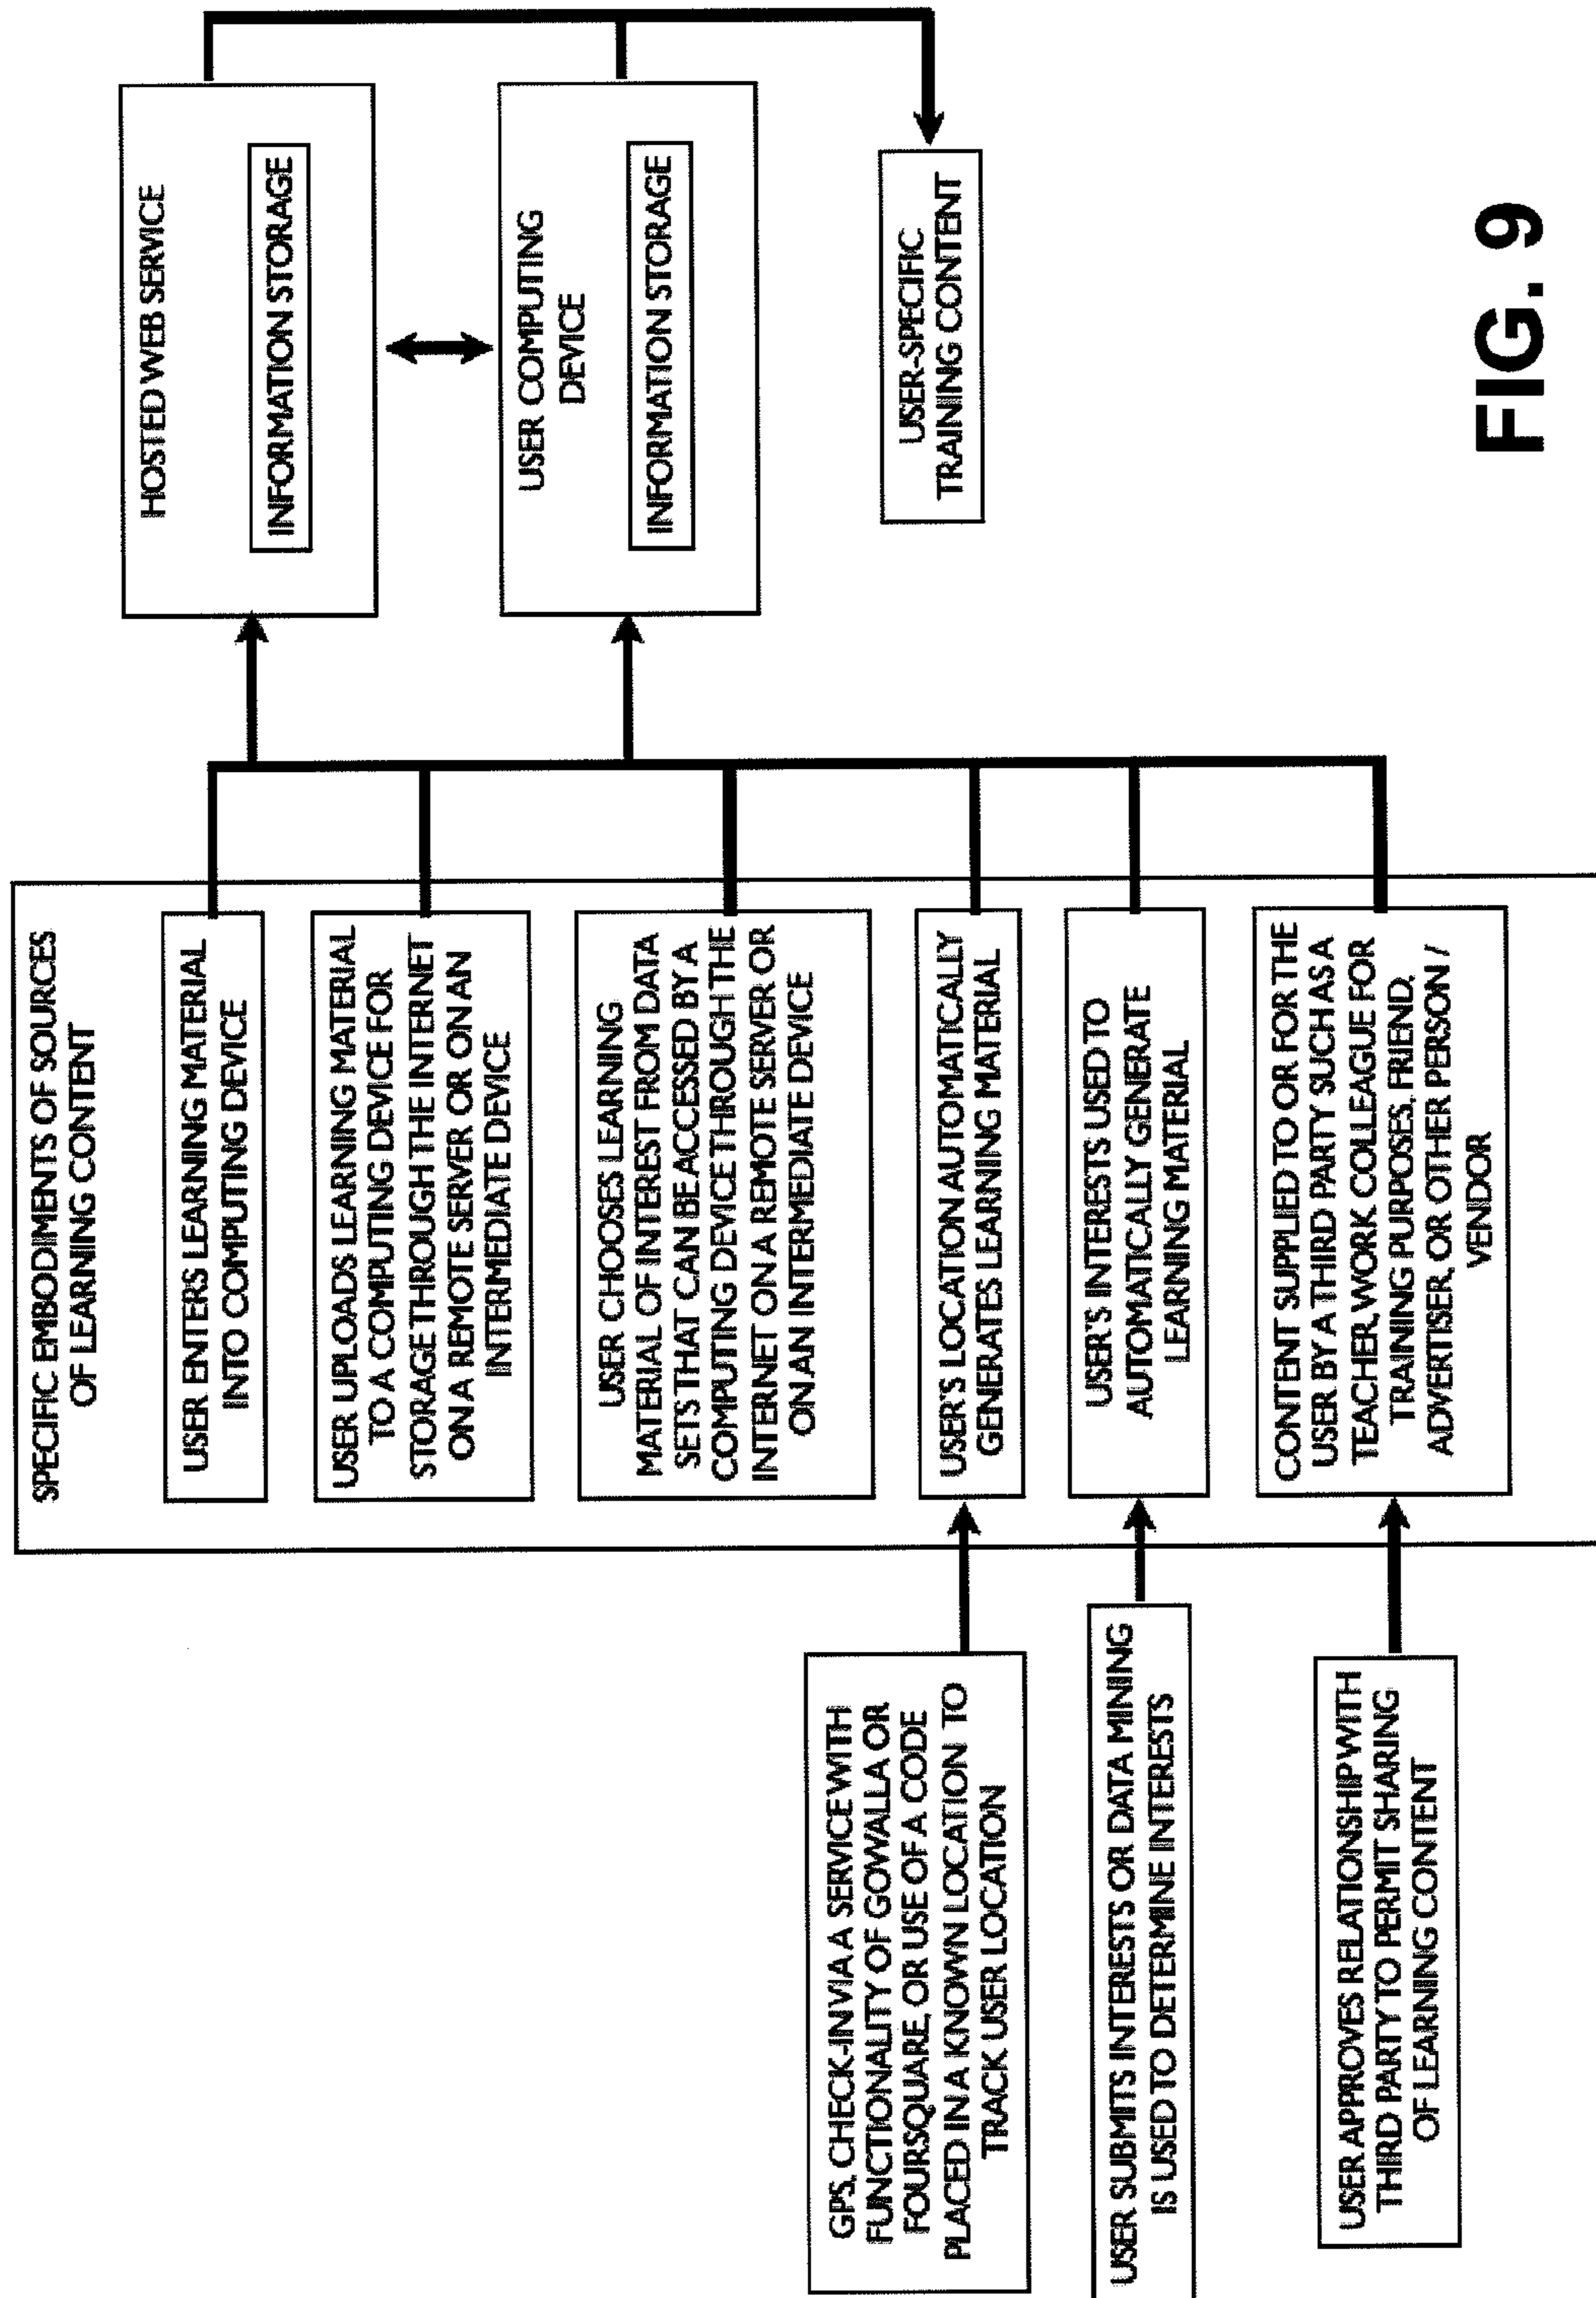 SPECIFIC EMBODIMENTS OF SOURCES
OF LEARNING CONTENT
USER ENTERS LEARNING MATERIAL
INTO COMPUTING DEVICE
USER UPLOADS LEARNING MATERIAL
TO A COMPUTING DEVICE FOR
STORAGE THROUGH THE INTERNET
ON A REMOTE SERVER OR ON AN
INTERMEDIATE DEVICE
USER CHOOSES LEARNING
MATERIAL OF INTEREST FROM DATA
SETS THAT CAN BE ACCESSED BY A
COMPUTING DEVICE THROUGH THE
INTERNET ON A REMOTE SERVER OR
ON AN INTERMEDIATE DEVICE
USER'S LOCATION AUTOMATICALLY
GENERATES LEARNING MATERIAL
USER'S INTERESTS USED TO
AUTOMATICALLY GENERATE
LEARNING MATERIAL
CONTENT SUPPLIED TO OR FOR THE
USER BY A THIRD PARTY SUCH AS A
TEACHER, WORK COLLEAGUE FOR
TRAINING PURPOSES, FRIEND,
ADVERTISER, OR OTHER PERSON /
VENDOR
GPS, CHECK-IN VIA A SERVICE WITH
FUNCTIONALITY OF GOWALLA OR
FOURSQUARE, OR USE OF A CODE
PLACED IN A KNOWN LOCATION TO
TRACK USER LOCATION
USER SUBMITS INTERESTS OR DATA MINING
IS USED TO DETERMINE INTERESTS
USER APPROVES RELATIONSHIP WITH
THIRD PARTY TO PERMIT SHARING
OF LEARNING CONTENT
HOSTED WEB SERVICE
INFORMATION STORAGE
USER COMPUTING
DEVICE
INFORMATION STORAGE
USER-SPECIFIC
TRAINING CONTENT
FIG. 9